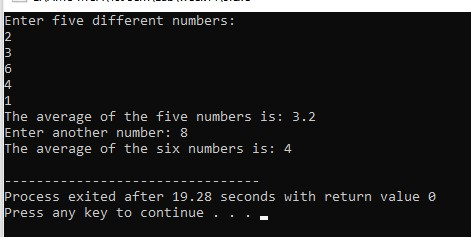 Enter five different numbers:
2
3
6
4
1
The average of the five numbers is: 3.2
Enter another number: 8
The average of the six numbers is: 4
--------------------------------
Process exited after 19.28 seconds with return value 0
Press any key to continue . . .